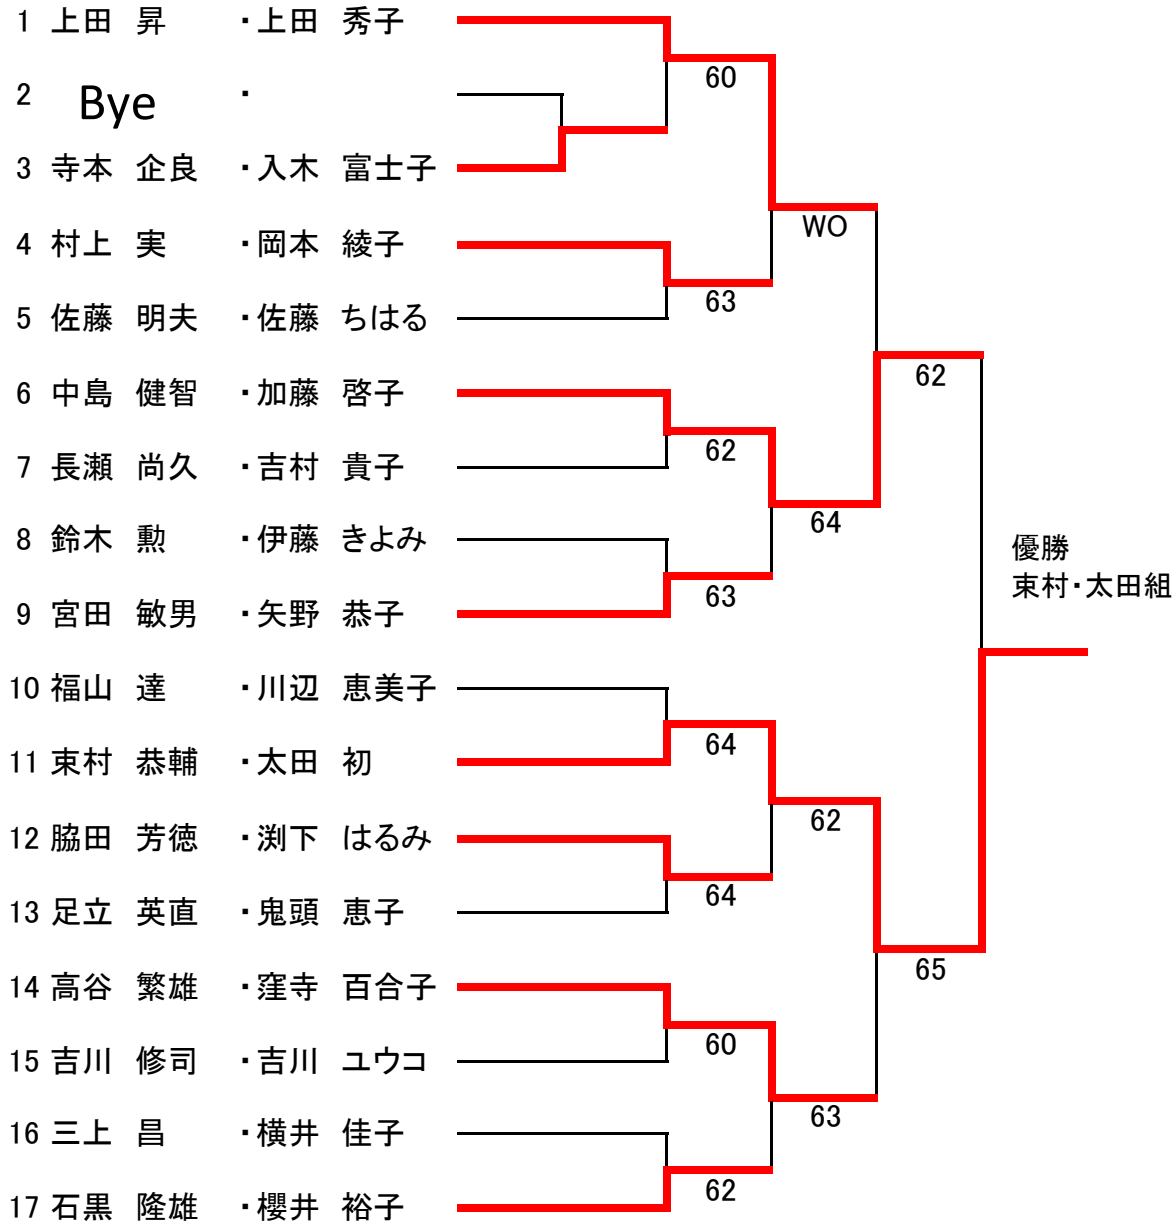 1 上田 昇 ・上田 秀子
60
2 Bye ・
3 寺本 企良 ・入木 富士子
WO
4 村上 実 ・岡本 綾子
63
5 佐藤 明夫 ・佐藤 ちはる
62
6 中島 健智 ・加藤 啓子
62
7 長瀬 尚久 ・吉村 貴子
64
8 鈴木 勲 ・伊藤 きよみ
優勝
束村・太田組
63
9 宮田 敏男 ・矢野 恭子
10 福山 達 ・川辺 恵美子
64
11 束村 恭輔 ・太田 初
62
12 脇田 芳徳 ・渕下 はるみ
64
13 足立 英直 ・鬼頭 恵子
65
14 高谷 繁雄 ・窪寺 百合子
60
15 吉川 修司 ・吉川 ユウコ
63
16 三上 昌 ・横井 佳子
62
17 石黒 隆雄 ・櫻井 裕子